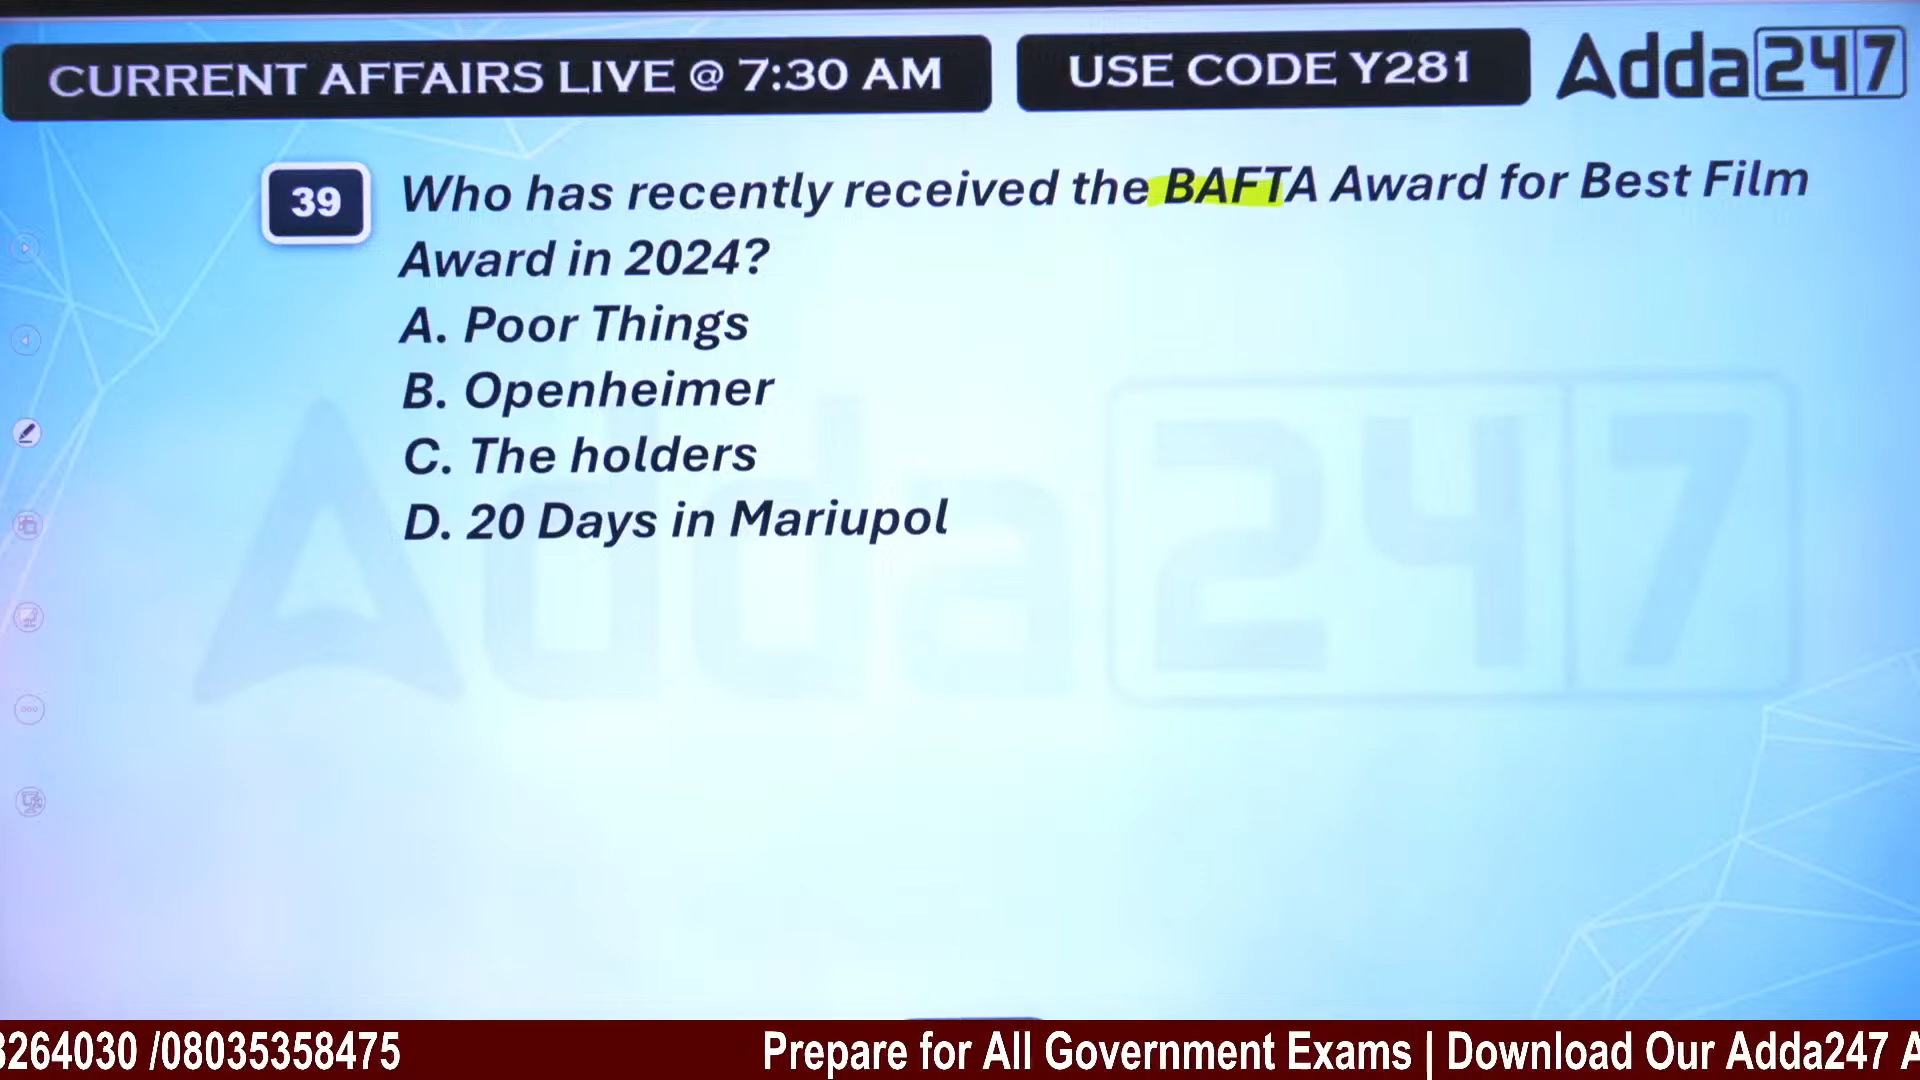 CURRENT AFFAIRS LIVE @ 7:30 AM
USE CODE Y281
Adda247
39
Who has recently received the BAFTA Award for Best Film
Award in 2024?
A. Poor Things
B. Openheimer
C. The holders
D. 20 Days in Mariupol
Adda247
3264030 /08035358475
Prepare for All Government Exams | Download Our Adda247 A